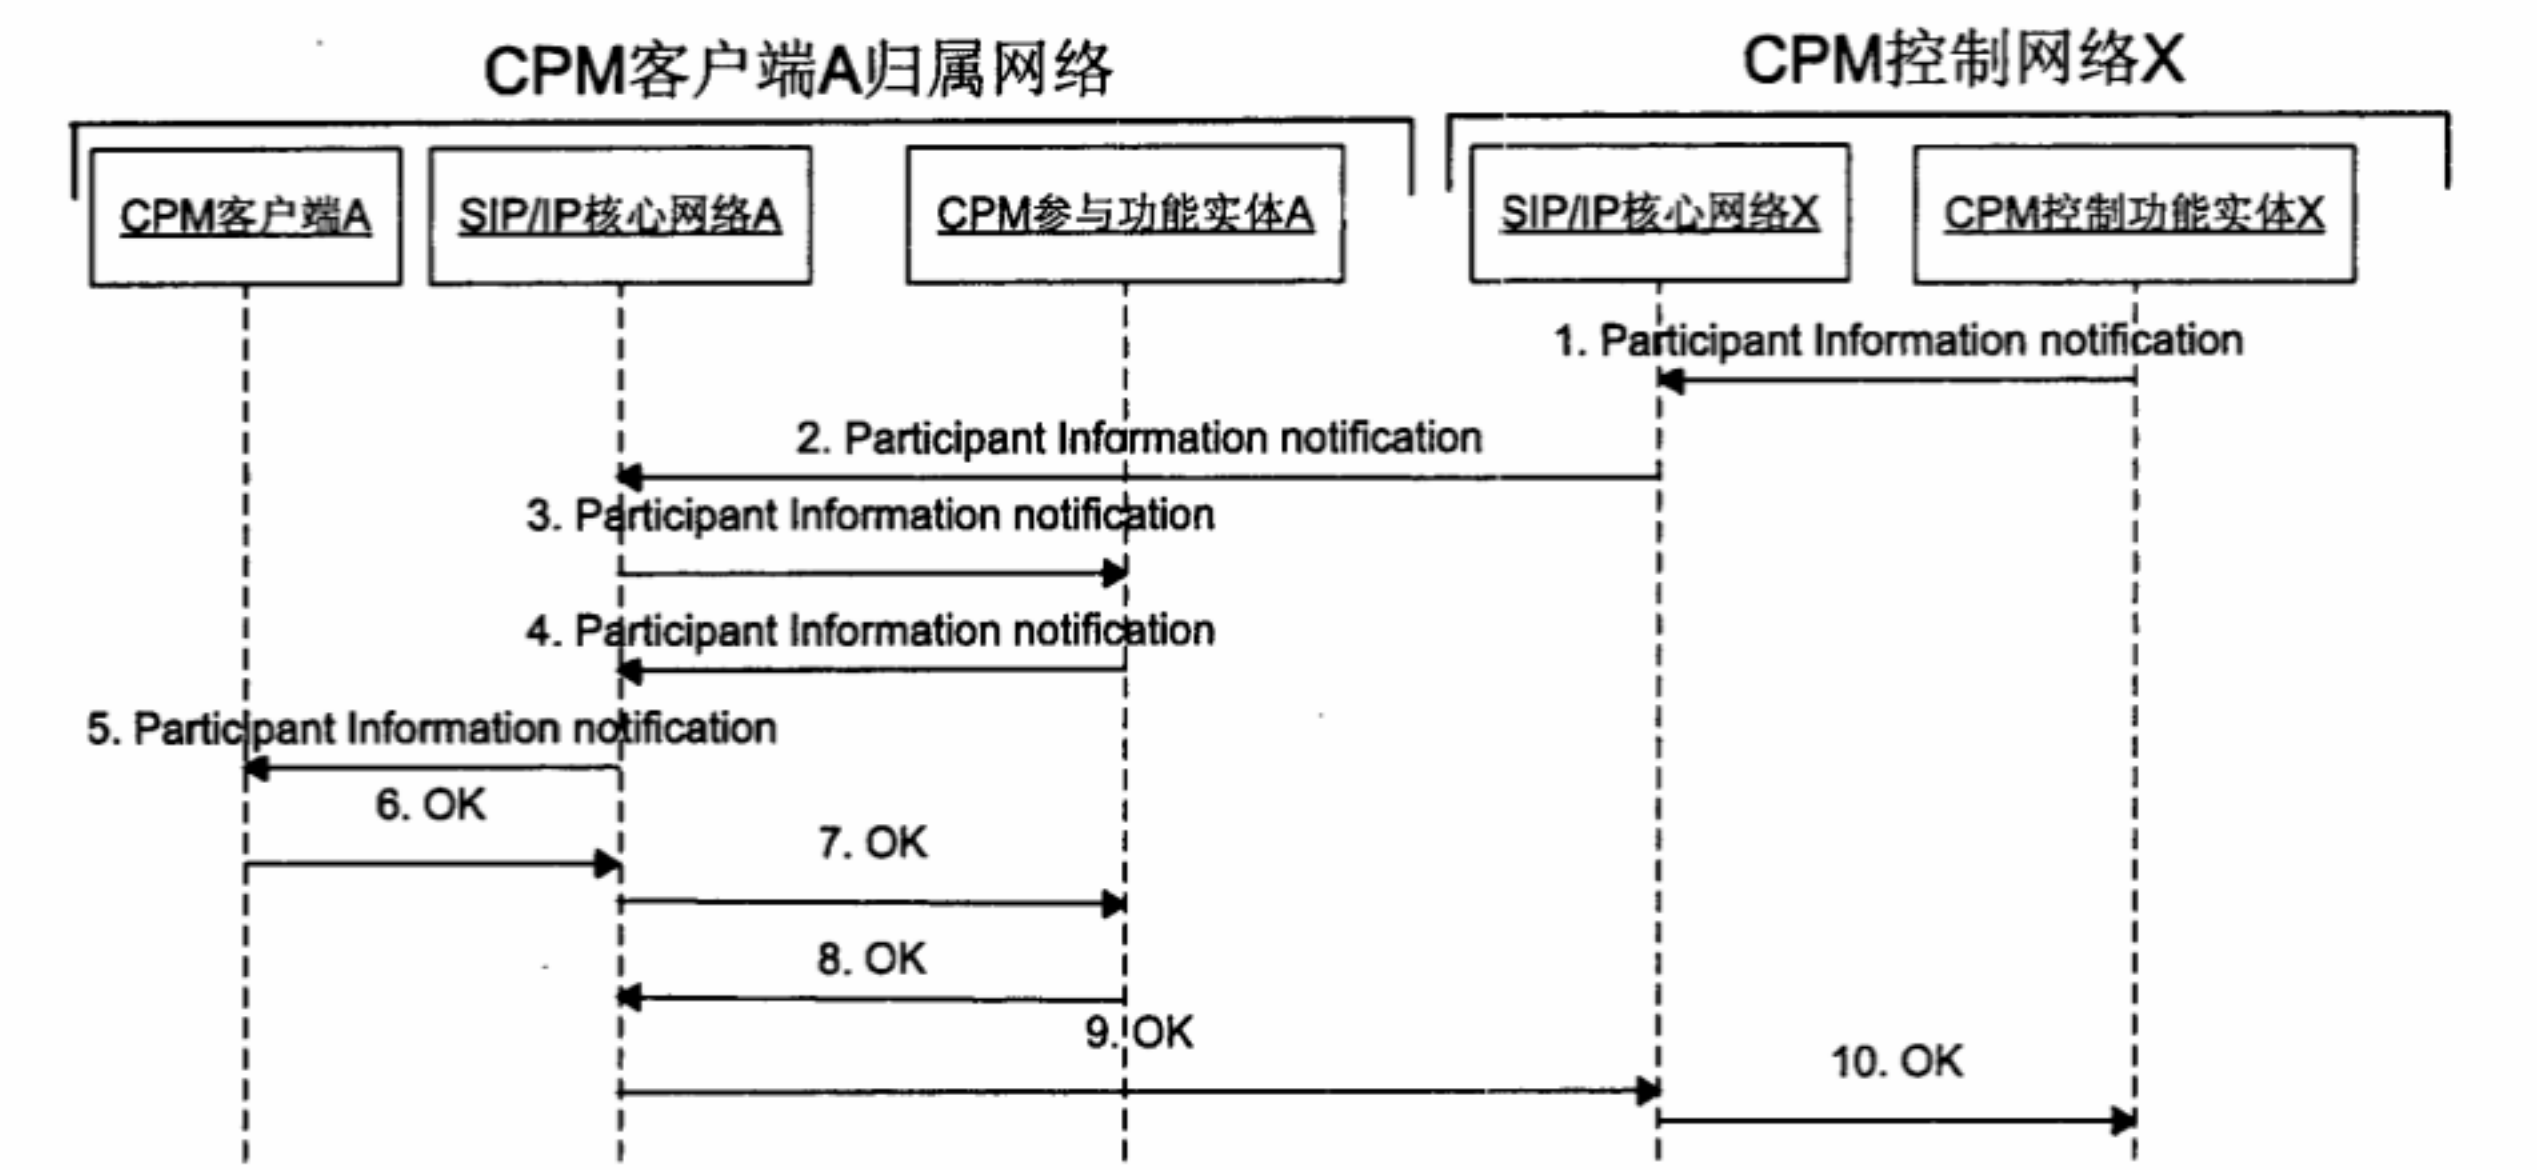 CPM客户端A归属网络
CPM控制网络X
CPM客户端A
SIP/IP核心网络A
CPM参与功能实体A
SIP/IP核心网络X
CPM控制功能实体X
1. Participant Information notification
2. Participant Information notification
3. Participant Information notification
4. Participant Information notification
5. Participant Information notification
6. OK
7. OK
8. OK
9. OK
10. OK